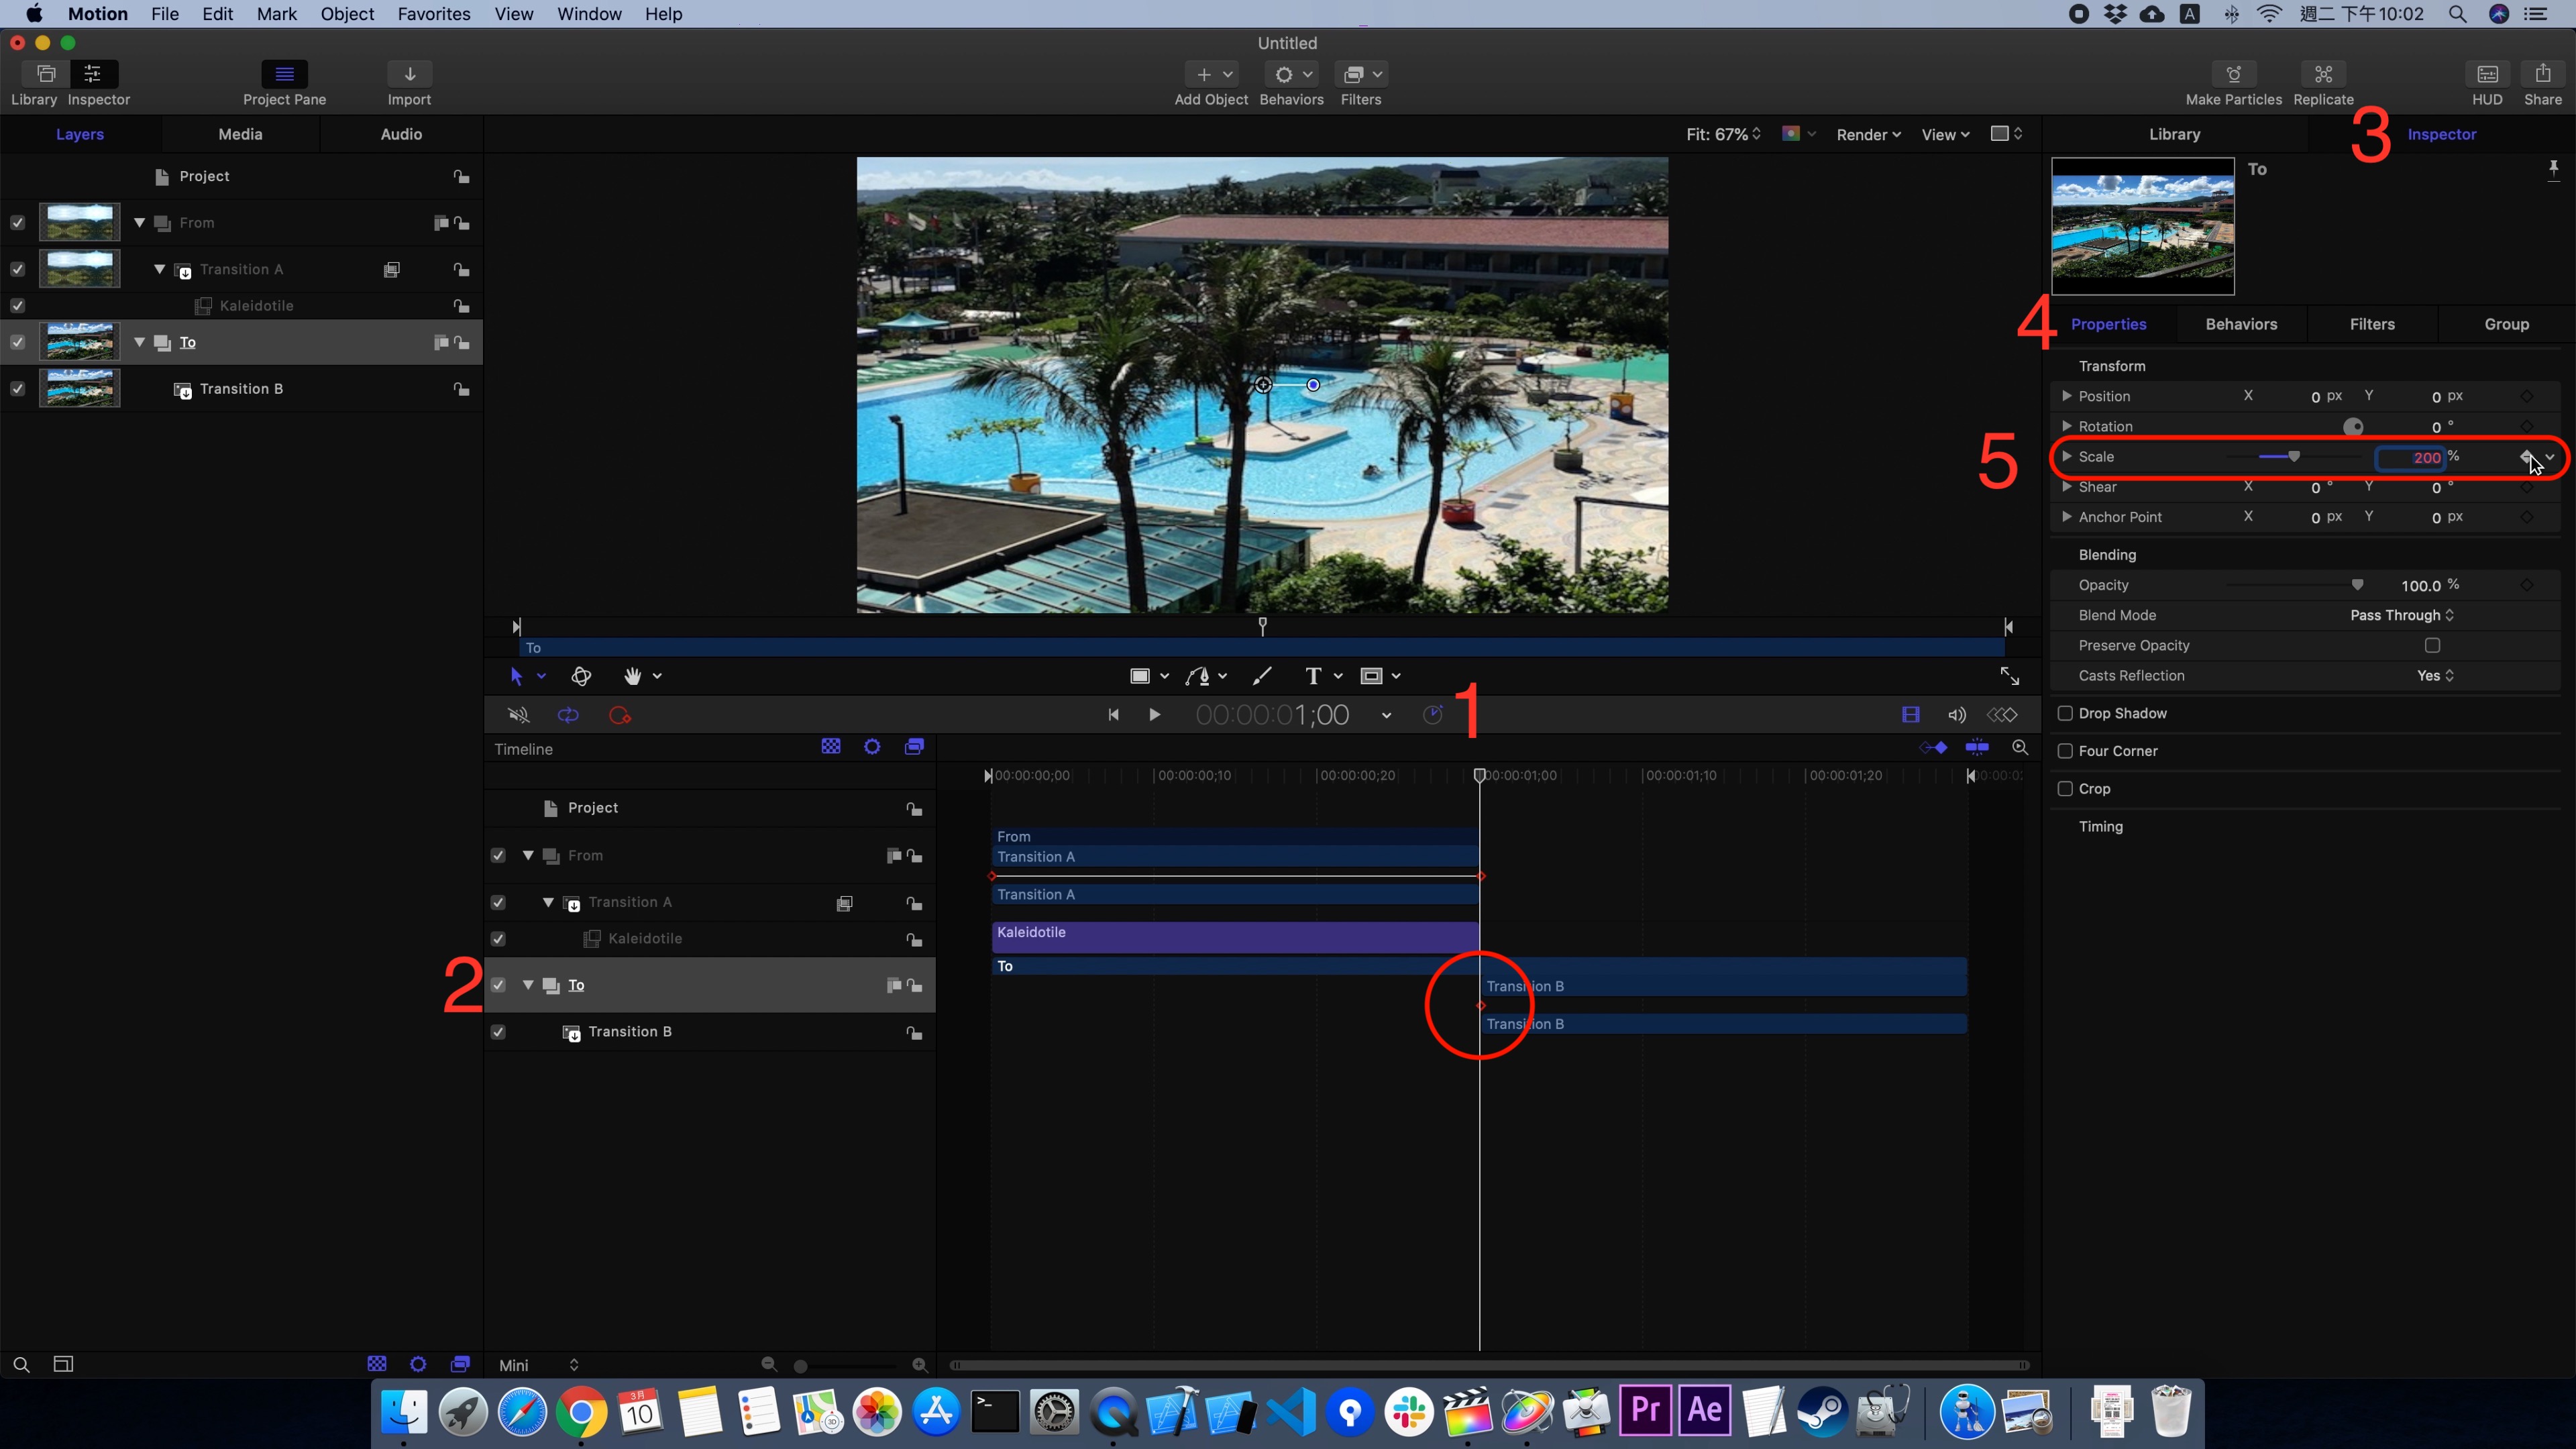 Motion File Edit Mark Object Favorites View Window Help
A 週二 下午10:02
Untitled
Library Inspector Project Pane Import Add Object Behaviors Filters Make Particles Replicate HUD Share
Layers Media Audio
Fit: 67% Render View
Library 3 Inspector
Project
From
Transition A
Kaleidotile
To
Transition B
To
4 Properties Behaviors Filters Group
Transform
Position X 0 px Y 0 px
Rotation 0 °
5 Scale 200 %
Shear X 0 ° Y 0 °
Anchor Point X 0 px Y 0 px
Blending
Opacity 100.0 %
Blend Mode Pass Through
Preserve Opacity
Casts Reflection Yes
Drop Shadow
Four Corner
Crop
Timing
To
T
00:00:01;00 1
Timeline
00:00:00;00 00:00:00;10 00:00:00;20 00:00:01;00 00:00:01;10 00:00:01;20
Project
From
Transition A
Kaleidotile
2 To
Transition B
From
Transition A
Transition A
Kaleidotile
To
Transition B
Transition B
Mini
3月
10
3D
Pr Ae